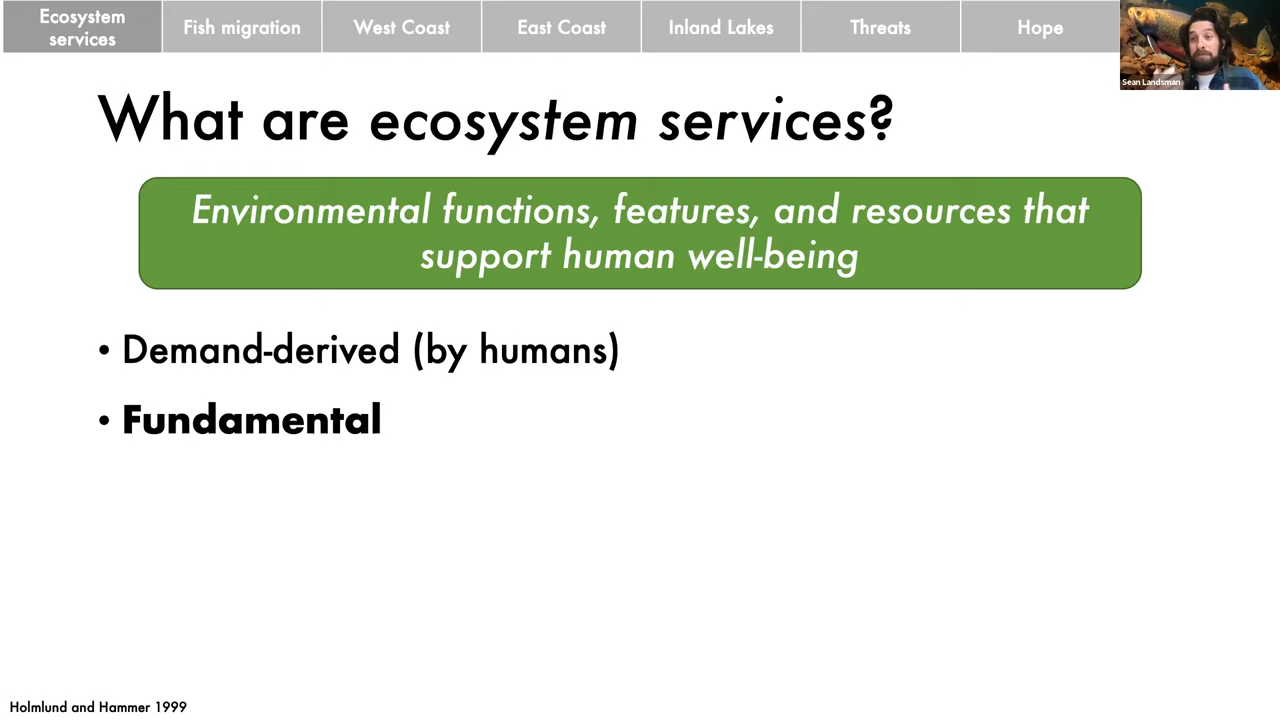 Ecosystem
services
Fish migration
West Coast
East Coast
Inland Lakes
Threats
Hope
Sean Landsman
What are ecosystem services?
Environmental functions, features, and resources that
support human well-being
• Demand-derived (by humans)
• Fundamental
Holmlund and Hammer 1999